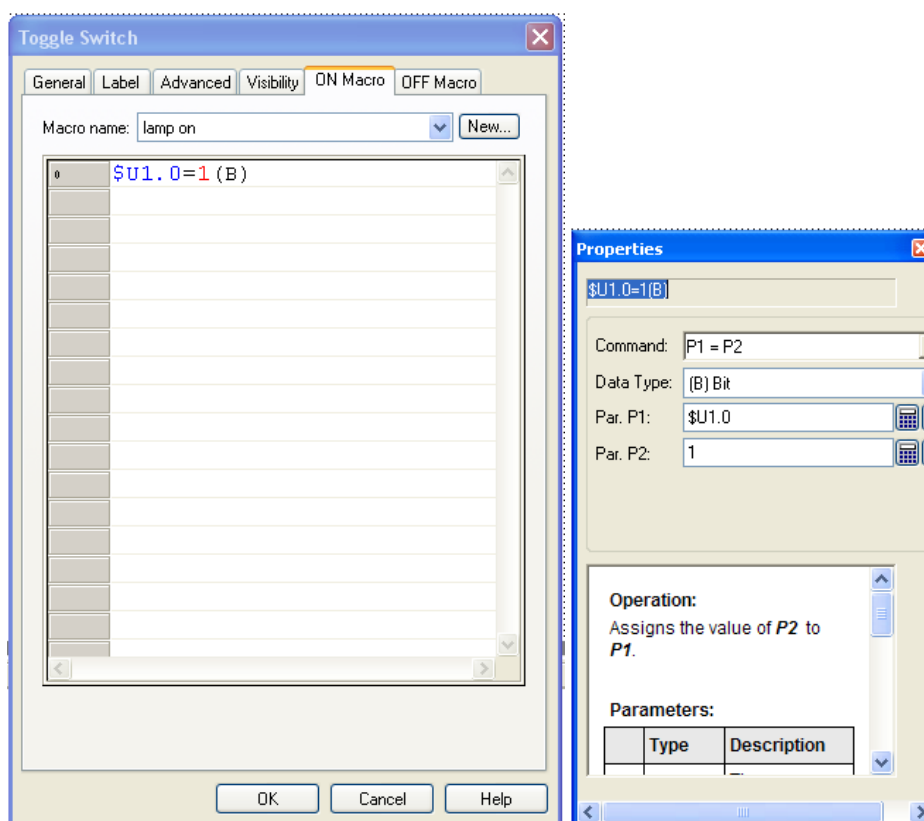 Toggle Switch
General Label Advanced Visibility ON Macro OFF Macro
Macro name: lamp on New...
0 $U1.0=1(B)
OK Cancel Help
Properties
$U1.0=1(B)
Command: P1 = P2
Data Type: (B) Bit
Par. P1: $U1.0
Par. P2: 1
Operation:
Assigns the value of P2 to
P1.
Parameters:
Type Description